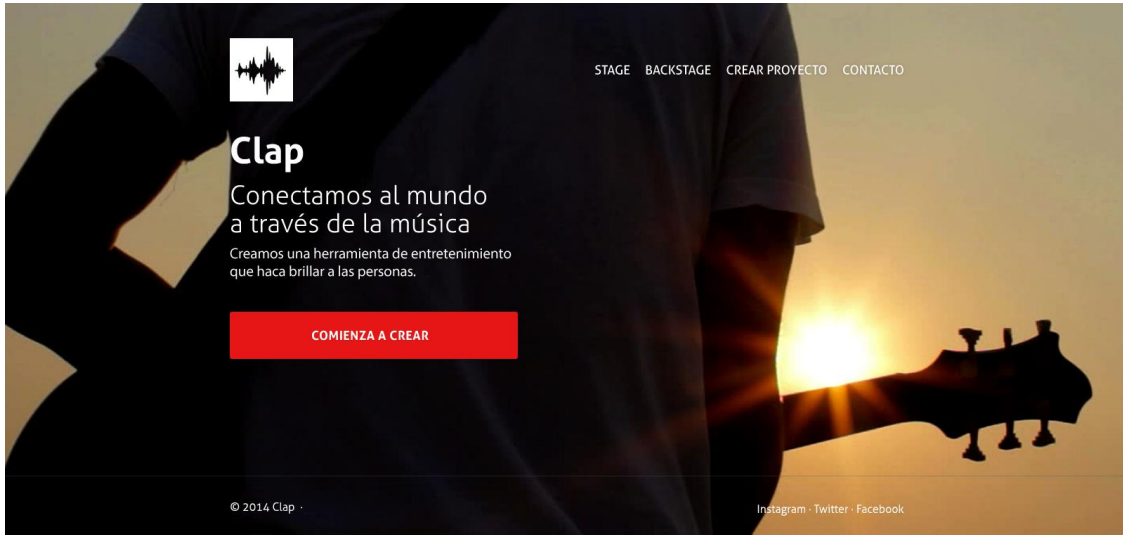 STAGE BACKSTAGE CREAR PROYECTO CONTACTO
Clap
Conectamos al mundo
a través de la música
Creamos una herramienta de entretenimiento
que haca brillar a las personas.
COMIENZA A CREAR
© 2014 Clap ·
Instagram · Twitter · Facebook